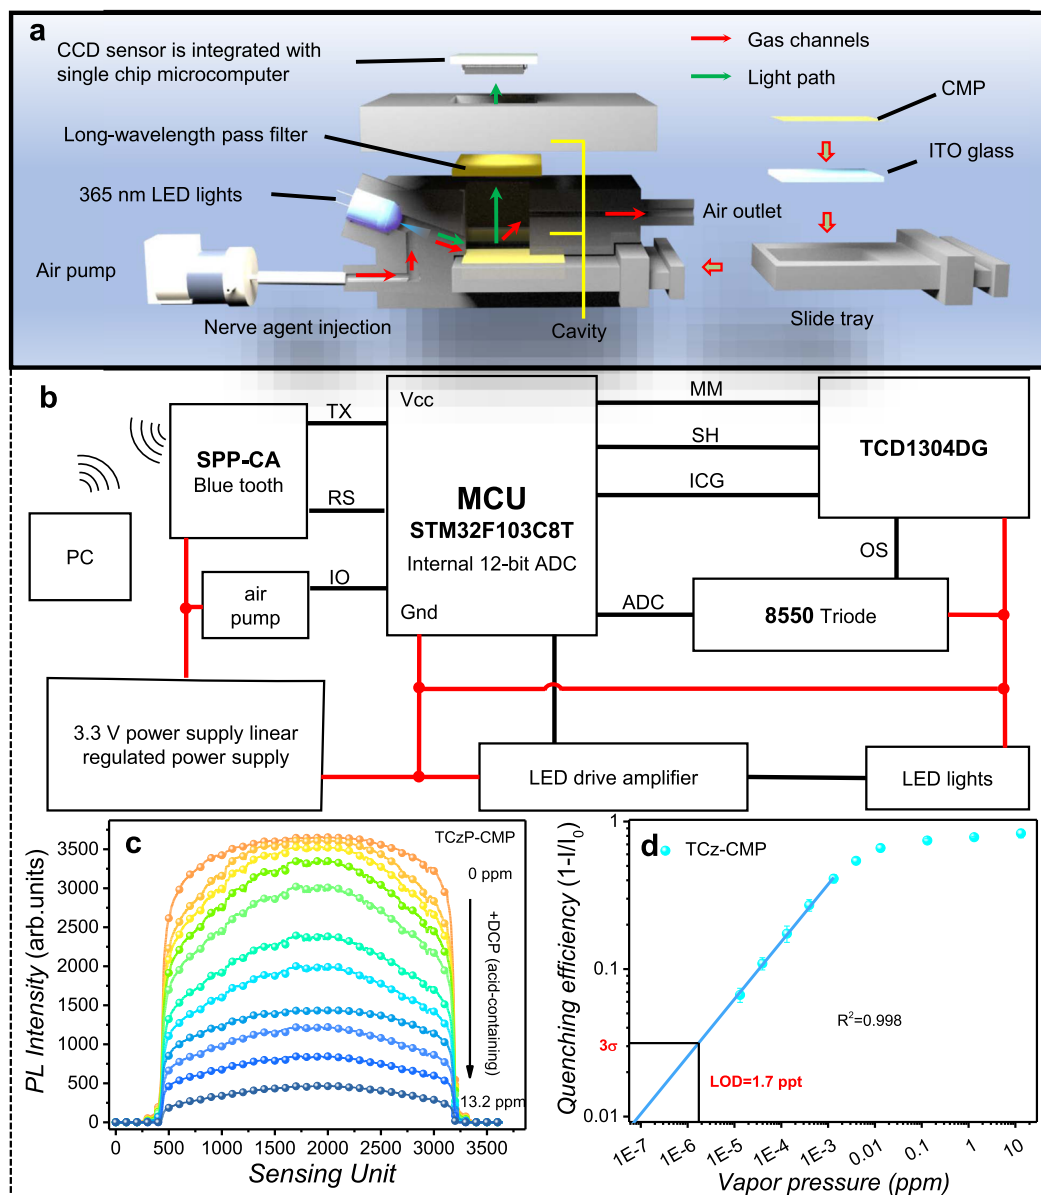 a
CCD sensor is integrated with
single chip microcomputer
Gas channels
Light path
CMP
Long-wavelength pass filter
ITO glass
365 nm LED lights
Air outlet
Air pump
Nerve agent injection
Cavity
Slide tray
b
TX
Vcc
MM
SPP-CA
Blue tooth
SH
TCD1304DG
ICG
MCU
STM32F103C8T
Internal 12-bit ADC
RS
PC
OS
IO
air
pump
Gnd
ADC
8550 Triode
3.3 V power supply linear
regulated power supply
LED drive amplifier
LED lights
c
TCzP-CMP
0 ppm
+DCP (acid-containing)
13.2 ppm
PL Intensity (arb.units)
3500
3000
2500
2000
1500
1000
500
0
0 500 1000 1500 2000 2500 3000 3500
Sensing Unit
d
TCz-CMP
Quenching efficiency (1-I/I0)
1
0.1
0.01
R2=0.998
3σ
LOD=1.7 ppt
1E-7 1E-6 1E-5 1E-4 1E-3 0.01 0.1 1 10
Vapor pressure (ppm)